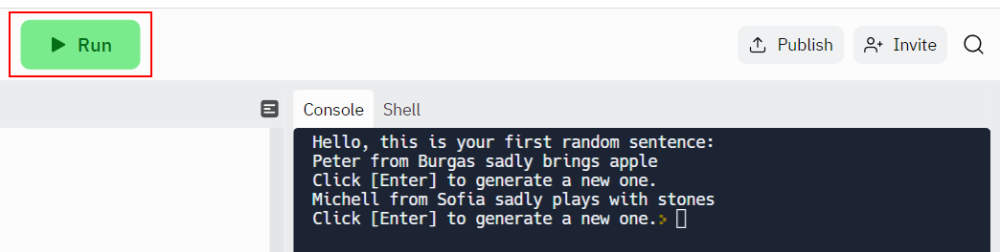 Run
Publish
Invite
Console
Shell
Hello, this is your first random sentence:
Peter from Burgas sadly brings apple
Click [Enter] to generate a new one.
Michell from Sofia sadly plays with stones
Click [Enter] to generate a new one.>